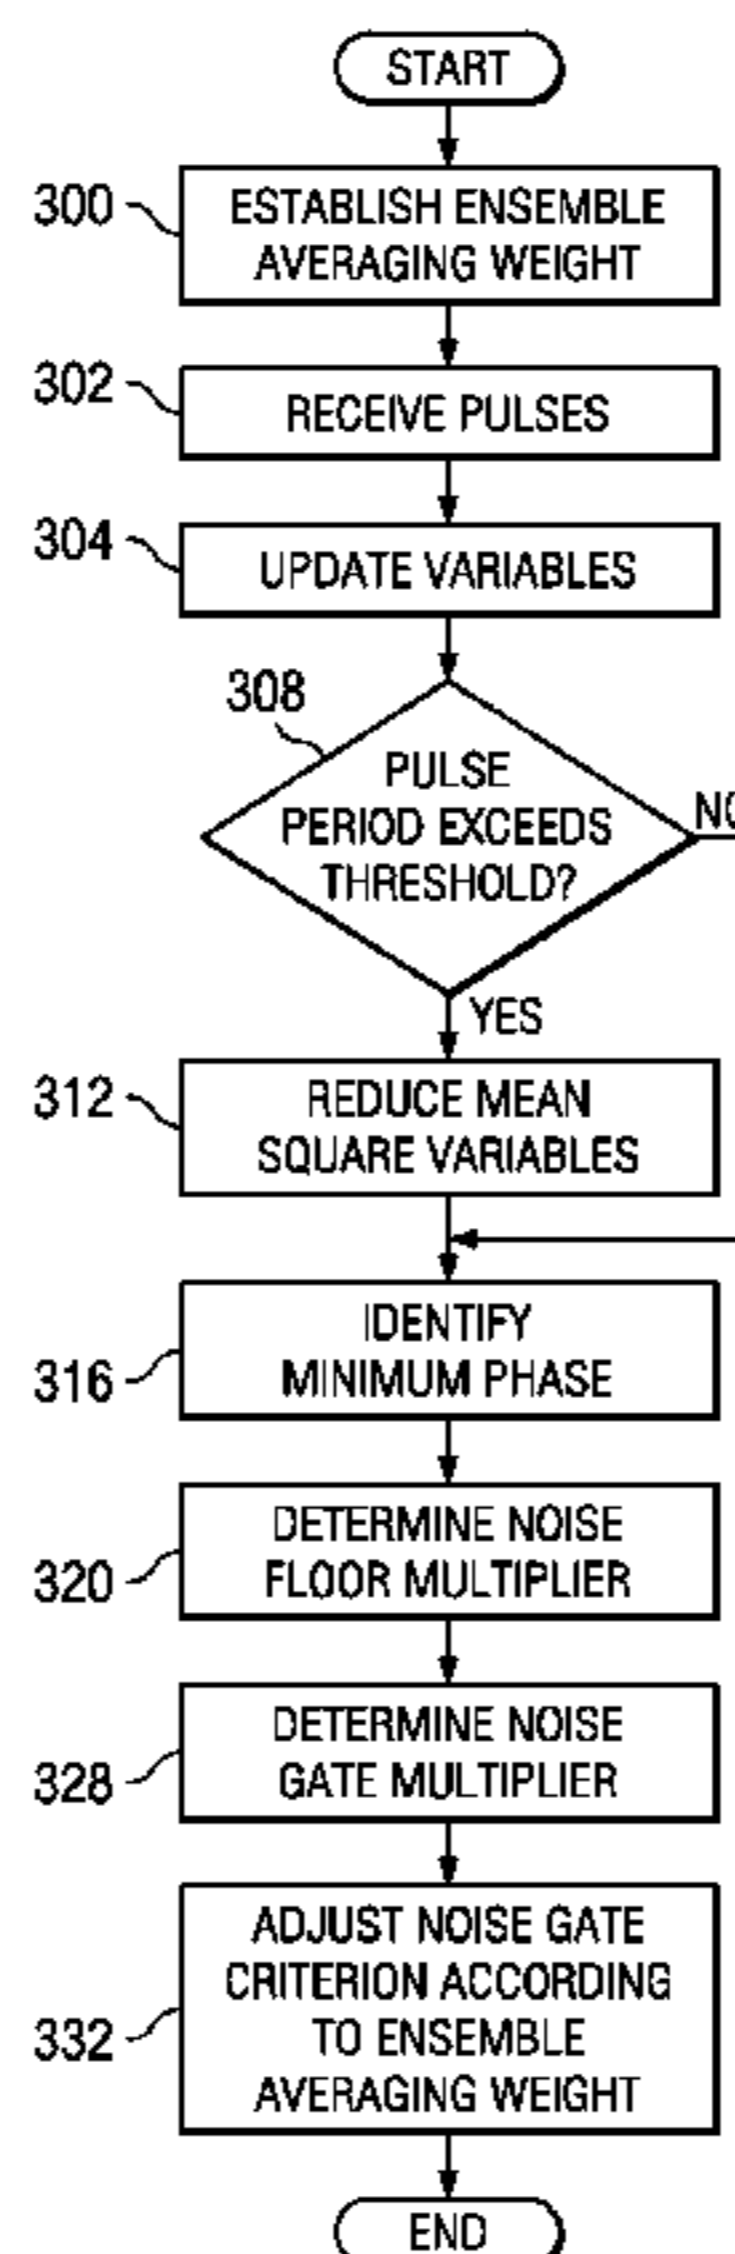 START
300
ESTABLISH ENSEMBLE
AVERAGING WEIGHT
302
RECEIVE PULSES
304
UPDATE VARIABLES
308
PULSE
PERIOD EXCEEDS
THRESHOLD?
NO
YES
312
REDUCE MEAN
SQUARE VARIABLES
316
IDENTIFY
MINIMUM PHASE
320
DETERMINE NOISE
FLOOR MULTIPLIER
328
DETERMINE NOISE
GATE MULTIPLIER
332
ADJUST NOISE GATE
CRITERION ACCORDING
TO ENSEMBLE
AVERAGING WEIGHT
END